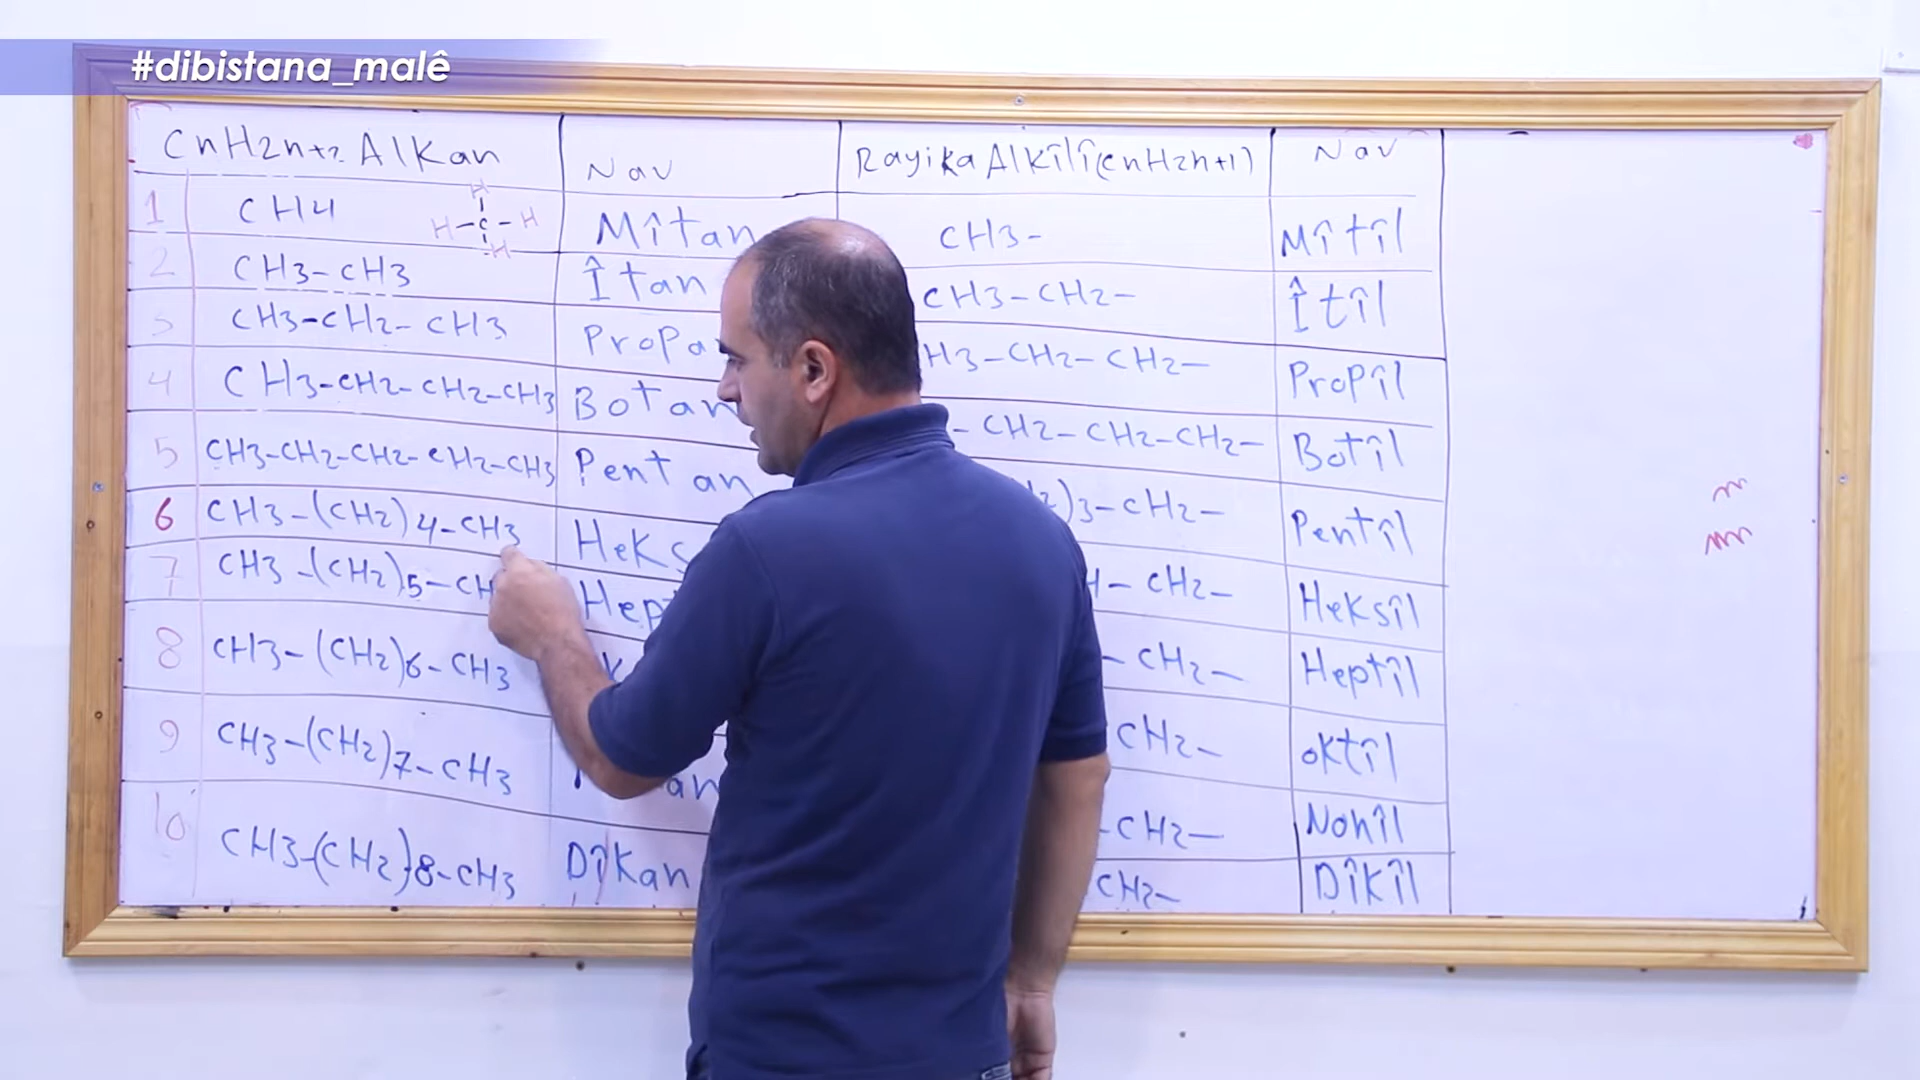 #dibistana_malê
CnH2n+2 Alkan Nav Rayika Alkîlî (CnH2n+1) Nav
1 CH4 H H-C-H H Mîtan CH3- Mîtîl
2 CH3-CH3 Îtan CH3-CH2- Îtîl
3 CH3-CH2-CH3 H3-CH2-CH2- Propîl
4 CH3-CH2-CH2-CH3 Botan -CH2-CH2-CH2- Botîl
5 CH3-CH2-CH2-CH2-CH3 Pentan )3-CH2- Pentîl
6 CH3-(CH2)4-CH3 -CH2- Heksîl
7 CH3-(CH2)5-CH -CH2- Heptîl
8 CH3-(CH2)6-CH3 CH2- oktîl
9 CH3-(CH2)7-CH3 -CH2- Nonîl
10 CH3-(CH2)8-CH3 Dîkan CH2- Dîkîl